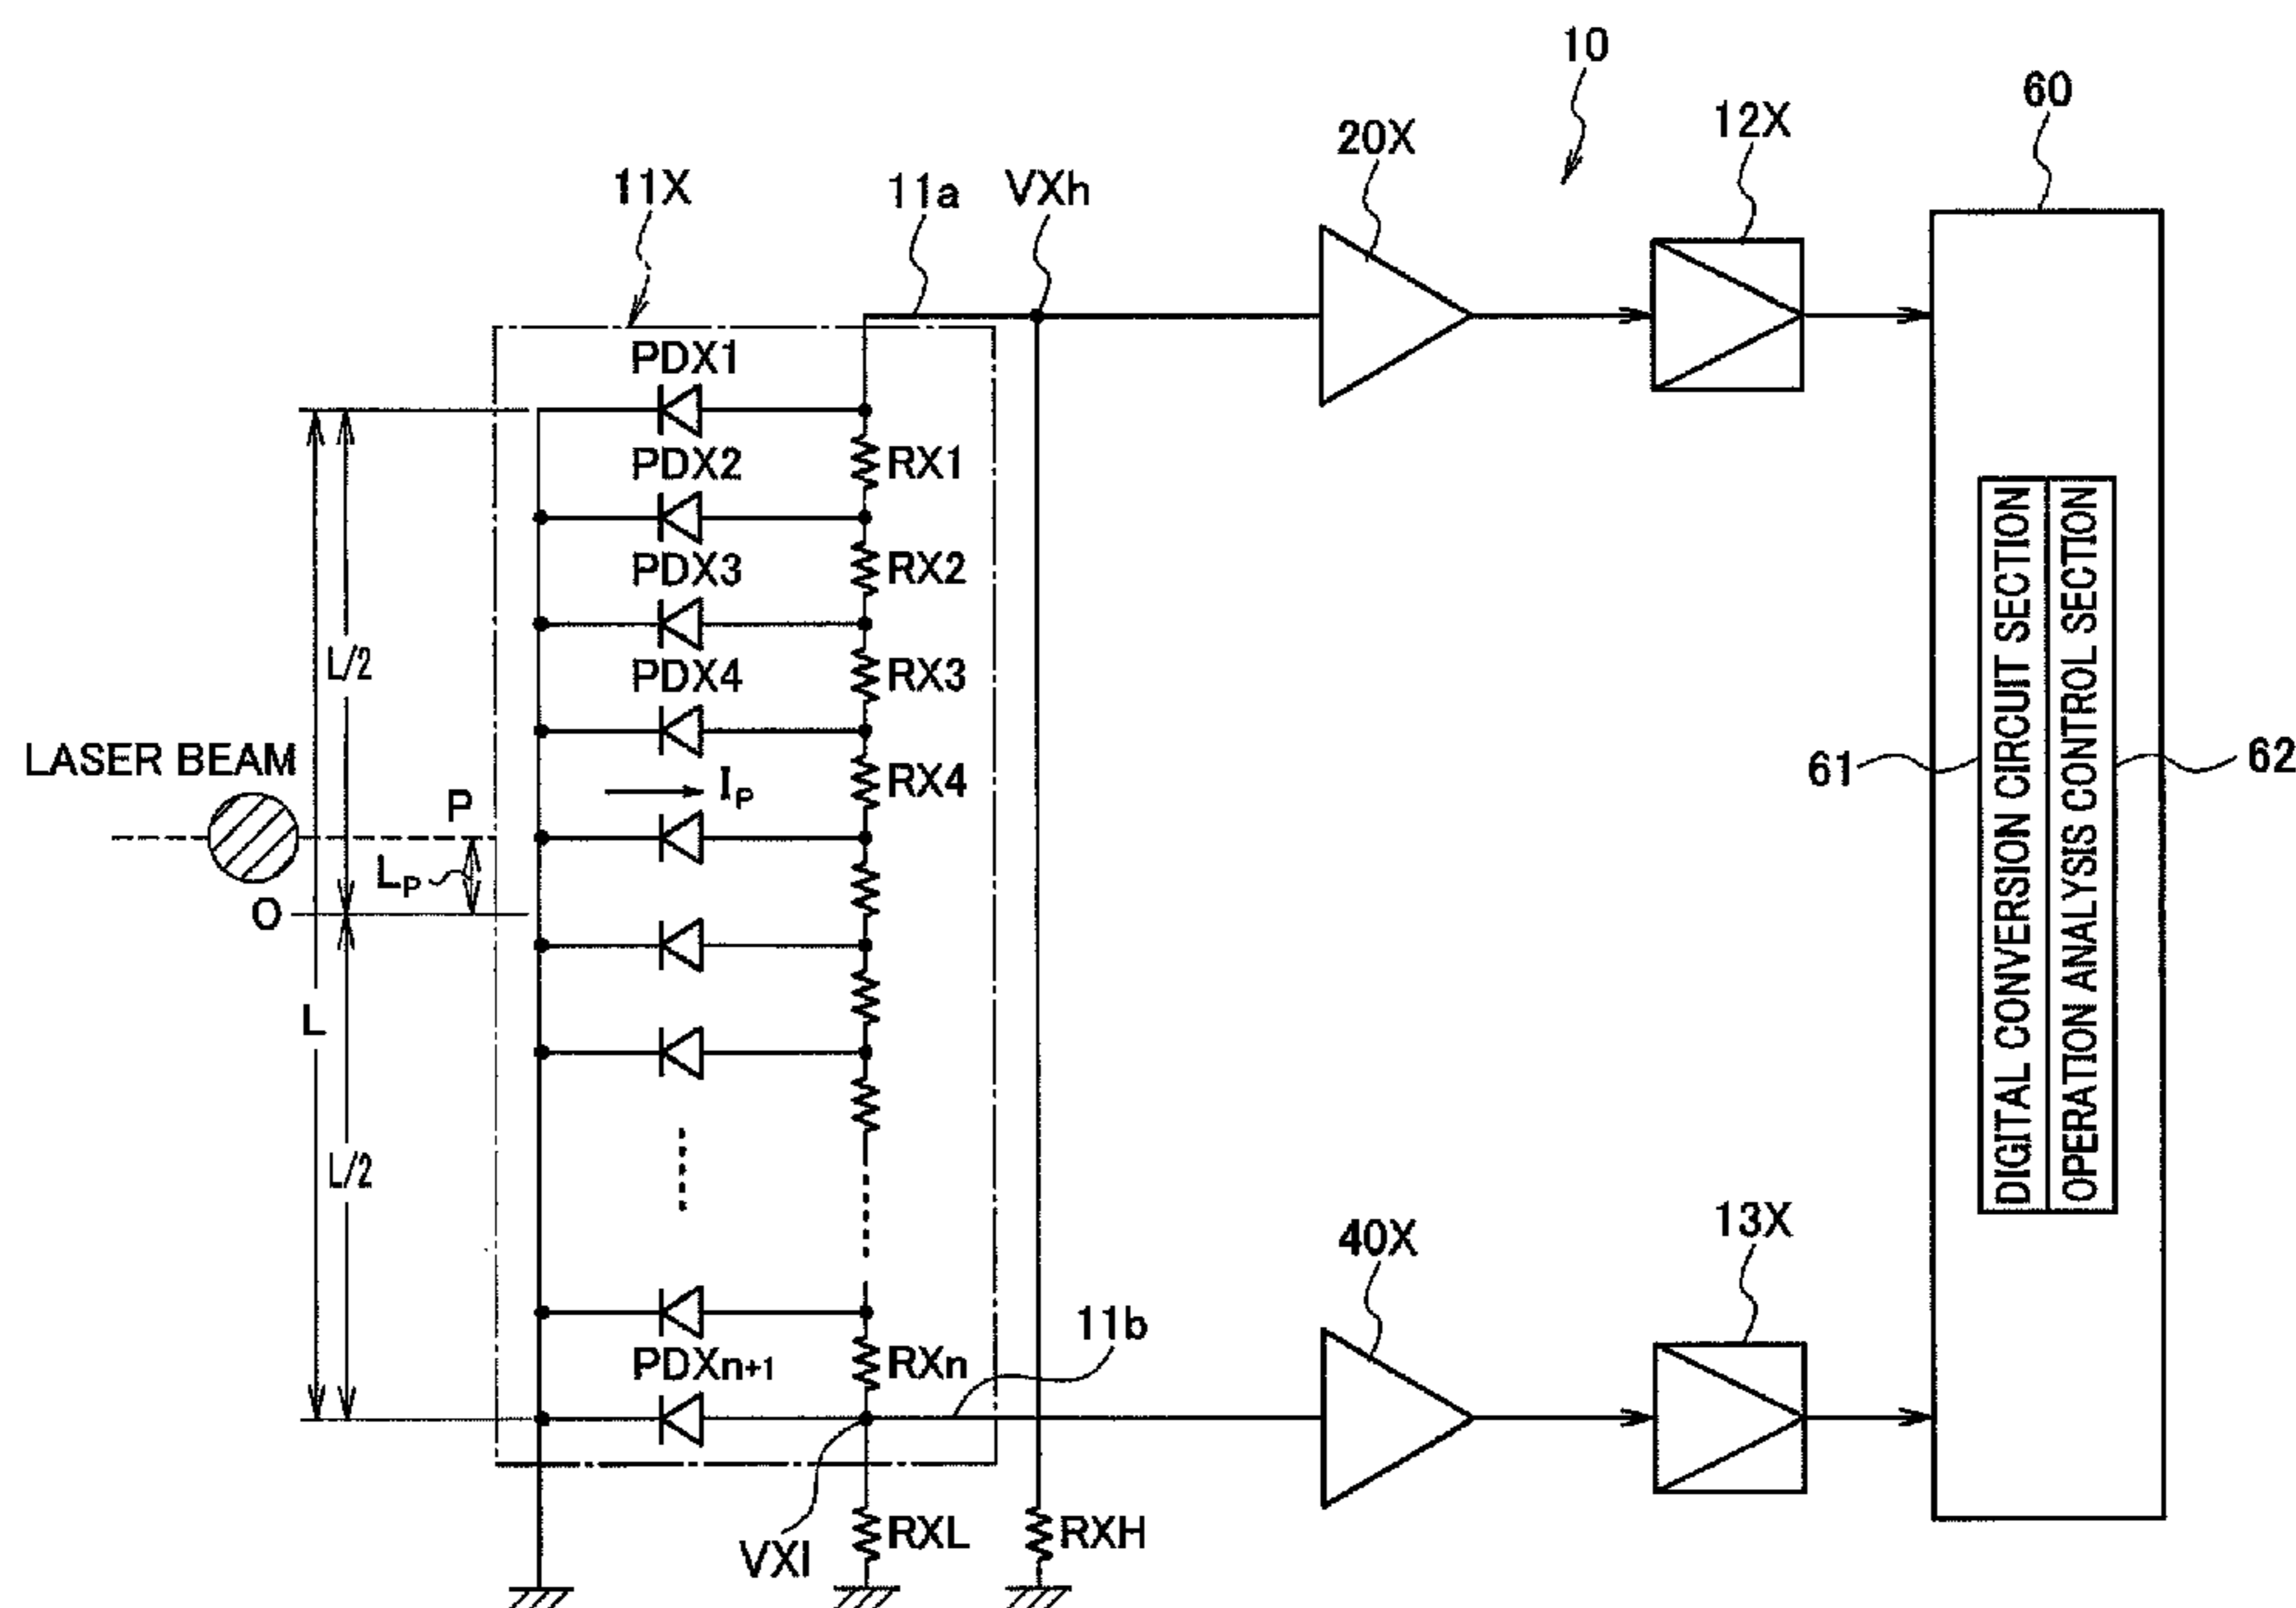 10
60
12X
20X
11X
11a
VXh
PDX1
RX1
PDX2
RX2
PDX3
RX3
PDX4
RX4
L/2
LASER BEAM
P
IP
LP
O
L
L/2
61
DIGITAL CONVERSION CIRCUIT SECTION
OPERATION ANALYSIS CONTROL SECTION
62
13X
40X
11b
PDXn+1
RXn
VXl
RXL
RXH